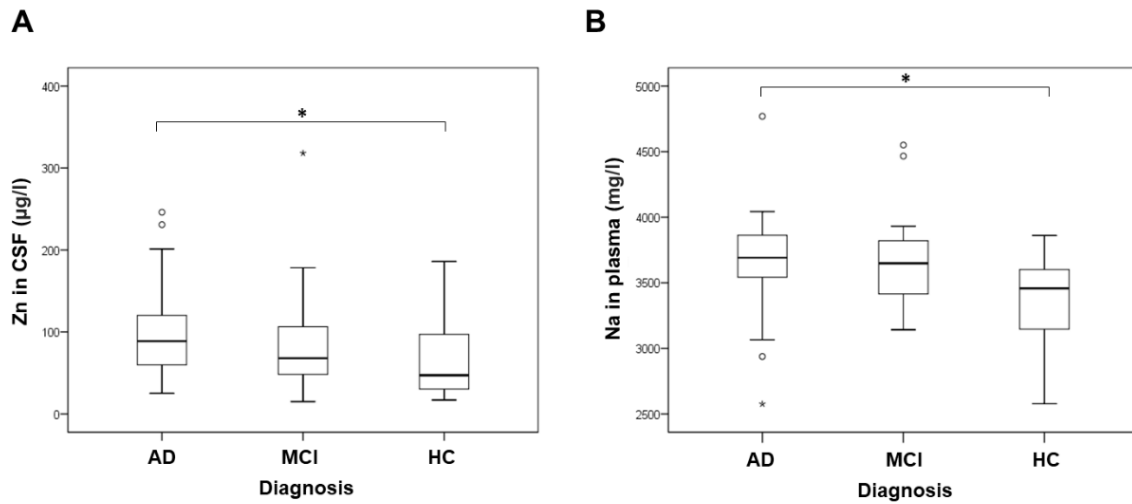 A
Zn in CSF (µg/l)
400
300
200
100
0
*
*
AD MCI HC
Diagnosis
B
Na in plasma (mg/l)
5000
4500
4000
3500
3000
2500
*
*
AD MCI HC
Diagnosis